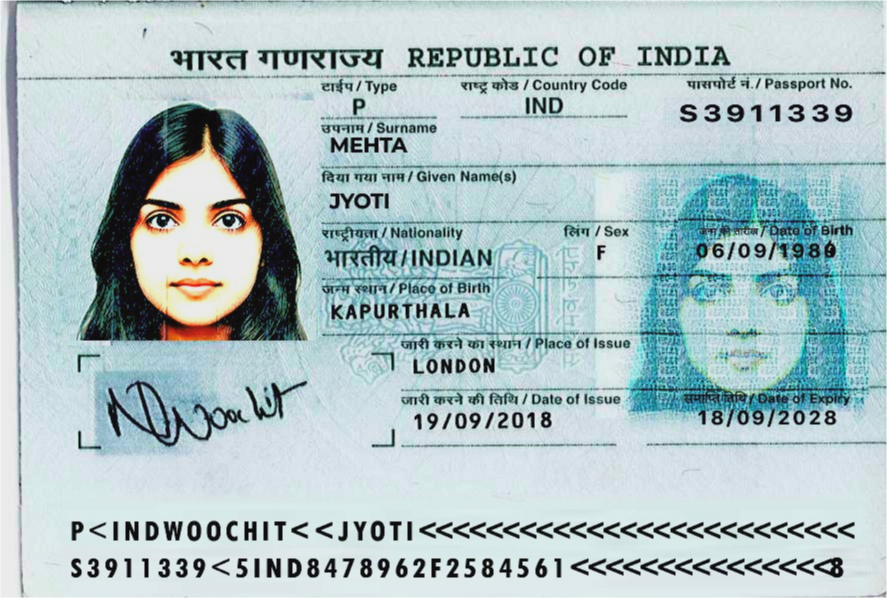 भारत गणराज्य REPUBLIC OF INDIA
टाईप / Type राष्ट्र कोड / Country Code पासपोर्ट नं. / Passport No.
P IND S3911339
उपनाम / Surname
MEHTA
दिया गया नाम / Given Name(s)
JYOTI
राष्ट्रीयता / Nationality लिंग / Sex जन्म की तारीख / Date of Birth
भारतीय / INDIAN F 06/09/
जन्म स्थान / Place of Birth
KAPURTHALA
जारी करने का स्थान / Place of Issue
LONDON
जारी करने की तिथि / Date of Issue समाप्ति तिथि / Date of Expiry
19/09/2018 18/09/2028
Woochit
P<INDWOOCHIT<<JYOTI<<<<<<<<<<<<<<<<<<<<<<<<<
S3911339<5IND8478962F2584561<<<<<<<<<<<<<<<8